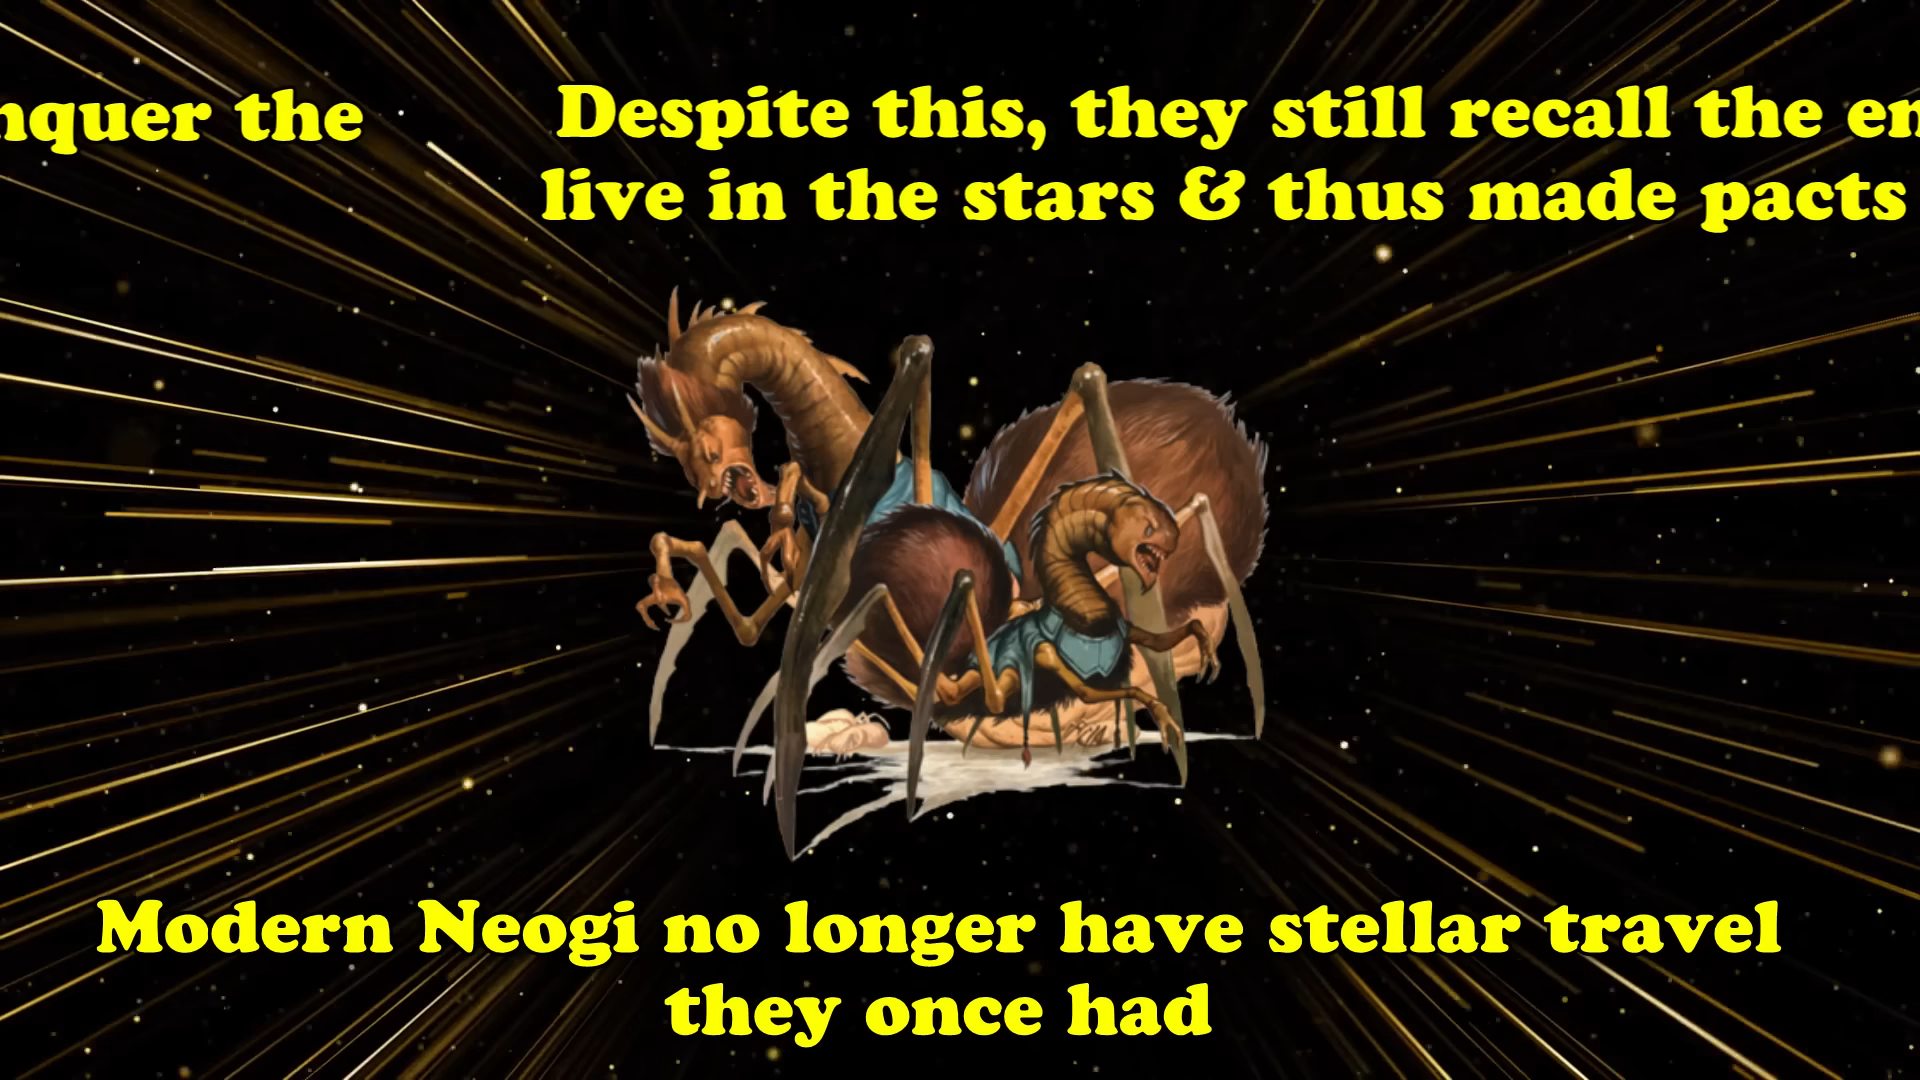 nquer the
Despite this, they still recall the
live in the stars & thus made pacts
Modern Neogi no longer have stellar travel
they once had